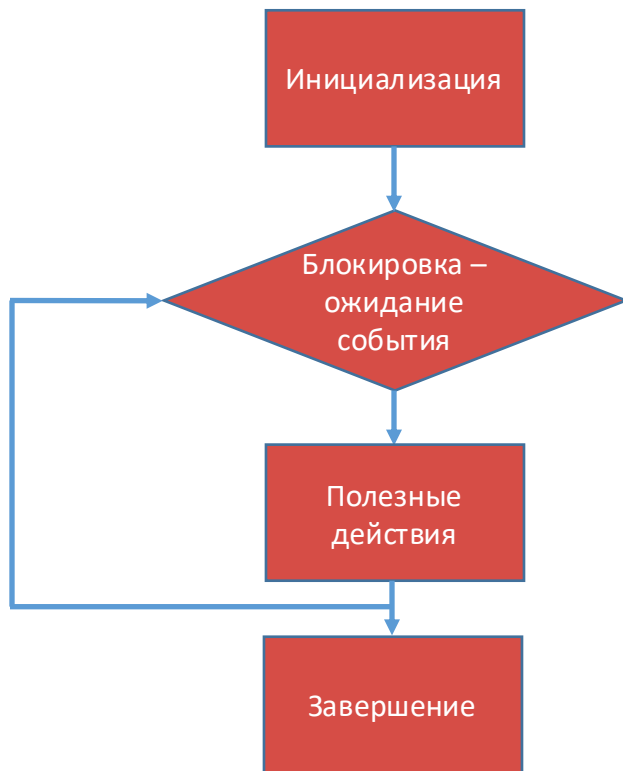 Инициализация
Блокировка –
ожидание
события
Полезные
действия
Завершение